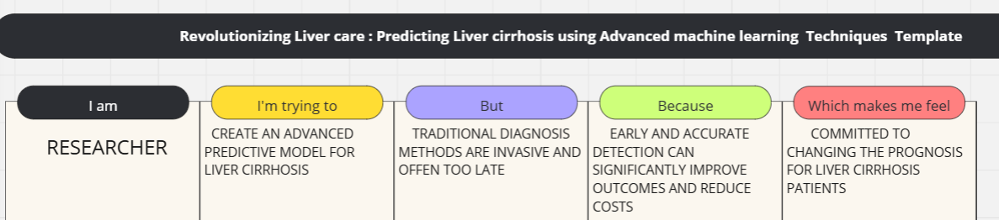 Revolutionizing Liver care : Predicting Liver cirrhosis using Advanced machine learning Techniques Template
I am
RESEARCHER
I'm trying to
CREATE AN ADVANCED
PREDICTIVE MODEL FOR
LIVER CIRRHOSIS
But
TRADITIONAL DIAGNOSIS
METHODS ARE INVASIVE AND
OFFEN TOO LATE
Because
EARLY AND ACCURATE
DETECTION CAN
SIGNIFICANTLY IMPROVE
OUTCOMES AND REDUCE
COSTS
Which makes me feel
COMMITTED TO
CHANGING THE PROGNOSIS
FOR LIVER CIRRHOSIS
PATIENTS